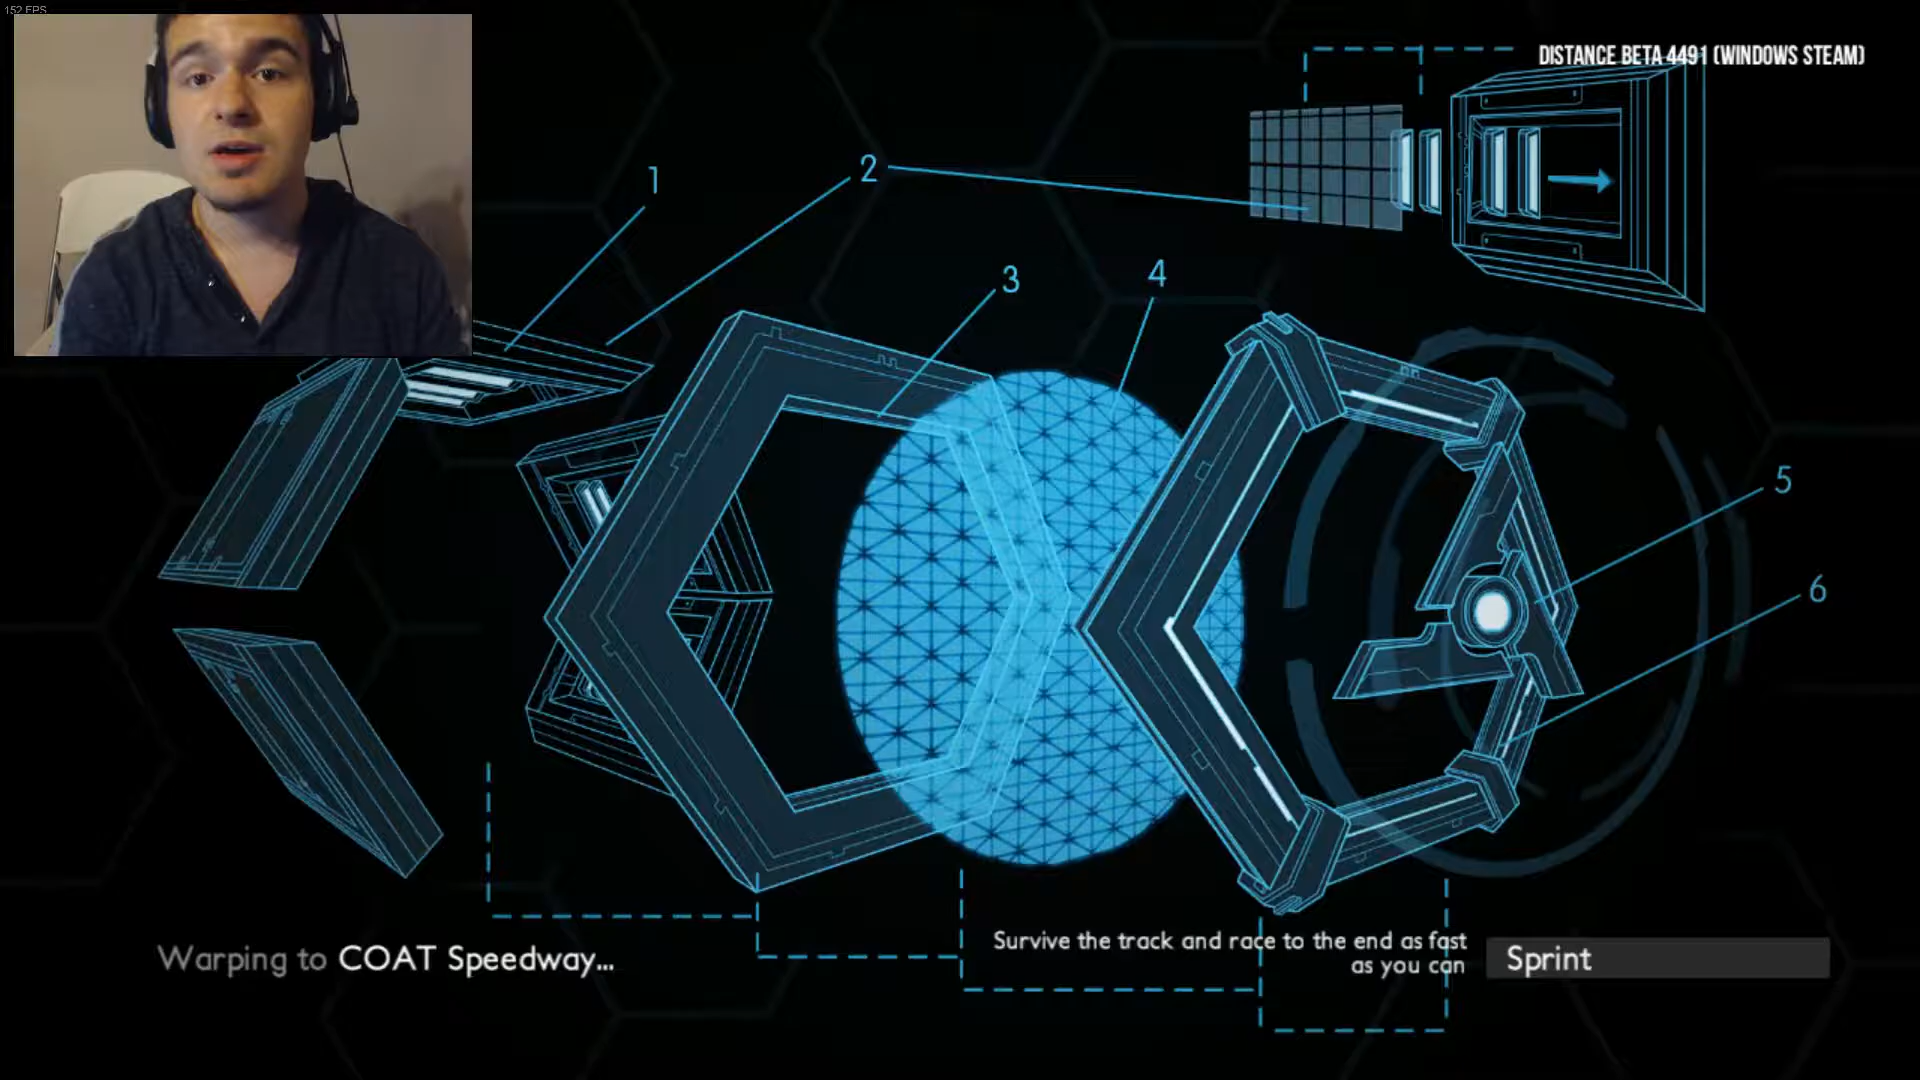 152 FPS
DISTANCE BETA 4491 (WINDOWS STEAM)
1
2
3
4
5
6
Warping to COAT Speedway...
Survive the track and race to the end as fast
as you can
Sprint